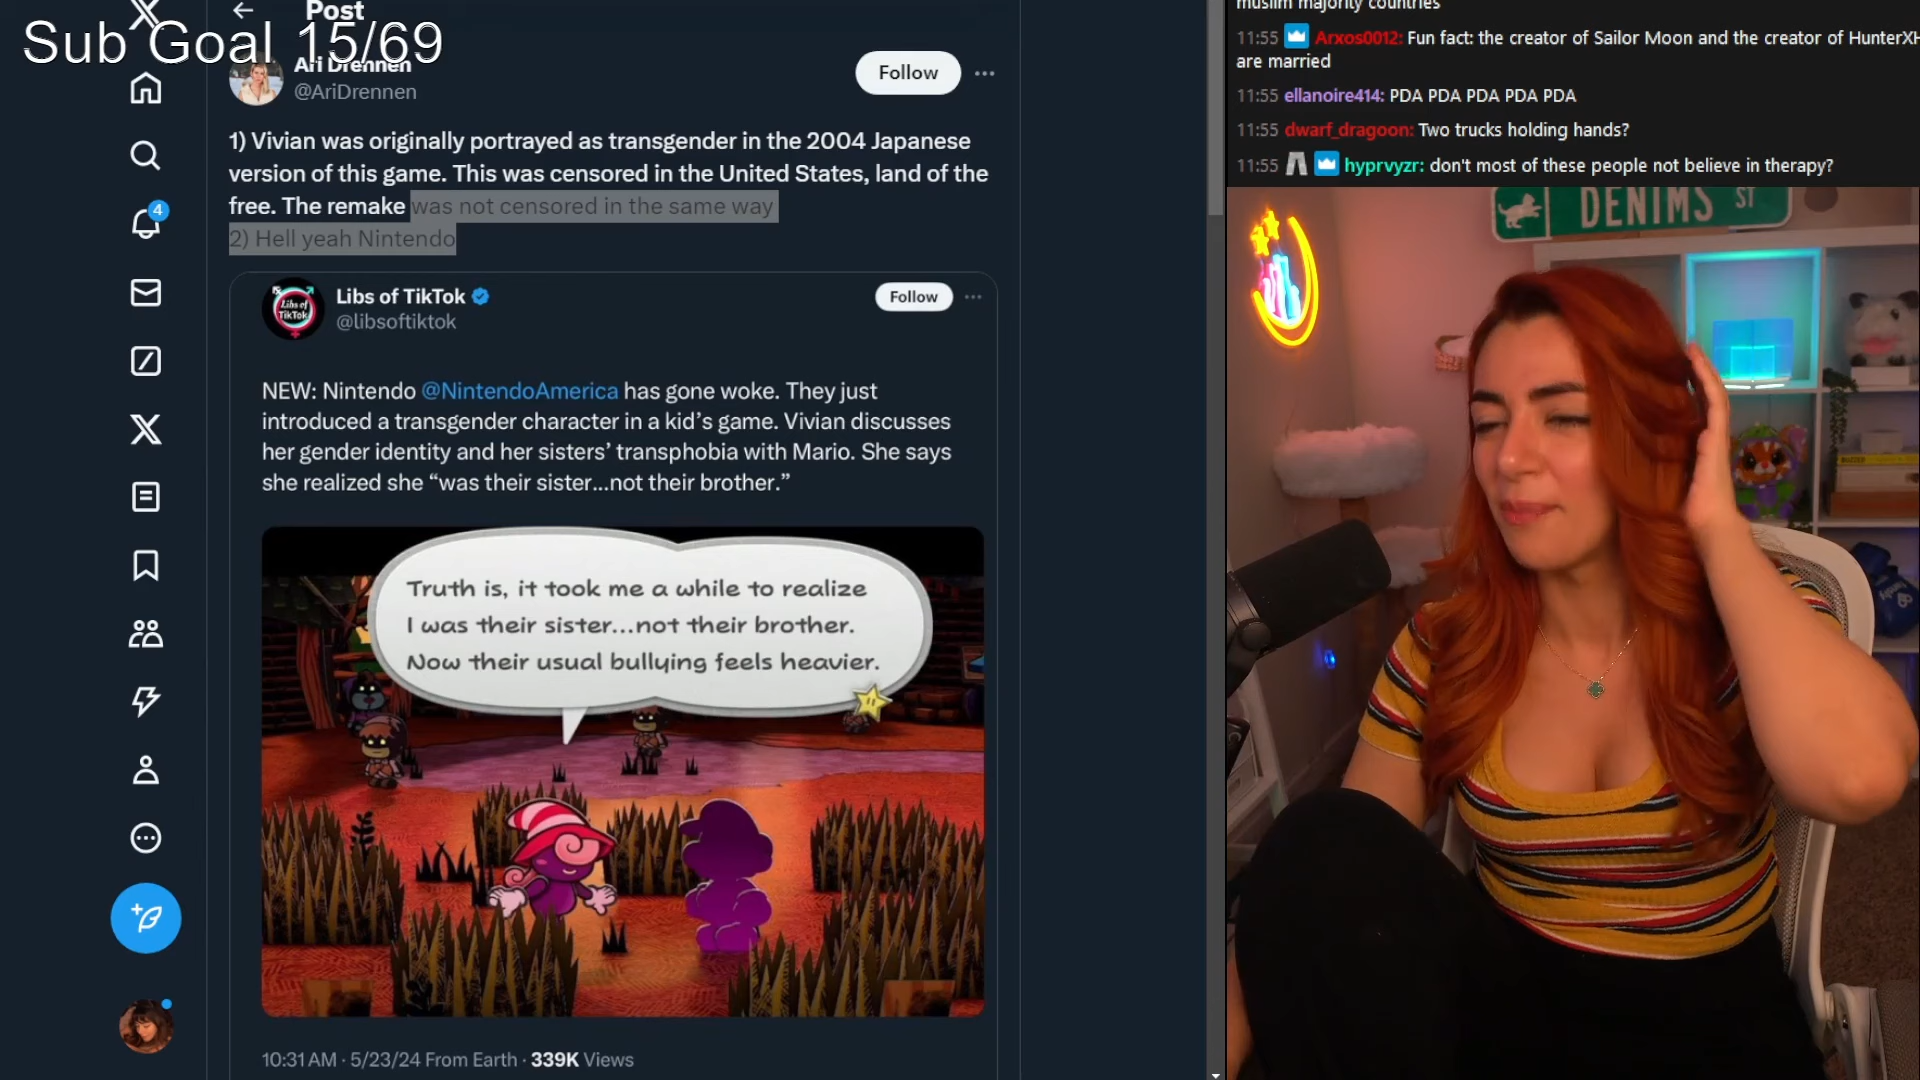 Post
Sub Goal 15/69
Ari Drennen
@AriDrennen
Follow
1) Vivian was originally portrayed as transgender in the 2004 Japanese
version of this game. This was censored in the United States, land of the
free. The remake was not censored in the same way
2) Hell yeah Nintendo
Libs of TikTok
@libsoftiktok
Follow
Libs of
TikTok
NEW: Nintendo @NintendoAmerica has gone woke. They just
introduced a transgender character in a kid's game. Vivian discusses
her gender identity and her sisters' transphobia with Mario. She says
she realized she "was their sister...not their brother."
Truth is, it took me a while to realize
I was their sister...not their brother.
Now their usual bullying feels heavier.
10:31 AM · 5/23/24 From Earth · 339K Views
4
muslim majority countries
11:55 Arxos0012: Fun fact: the creator of Sailor Moon and the creator of HunterXH
are married
11:55 ellanoire414: PDA PDA PDA PDA PDA
11:55 dwarf_dragoon: Two trucks holding hands?
11:55 hyprvyzr: don't most of these people not believe in therapy?
DENIMS ST